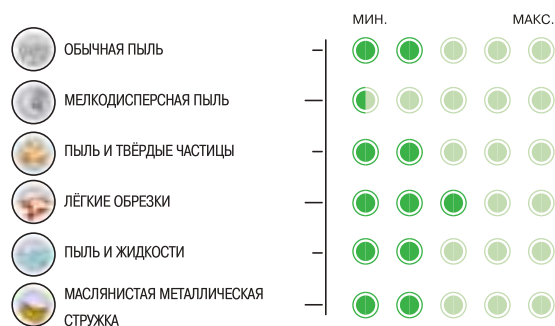 МИН. МАКС.
ОБЫЧНАЯ ПЫЛЬ
МЕЛКОДИСПЕРСНАЯ ПЫЛЬ
ПЫЛЬ И ТВЁРДЫЕ ЧАСТИЦЫ
ЛЁГКИЕ ОБРЕЗКИ
ПЫЛЬ И ЖИДКОСТИ
МАСЛЯНИСТАЯ МЕТАЛЛИЧЕСКАЯ
СТРУЖКА